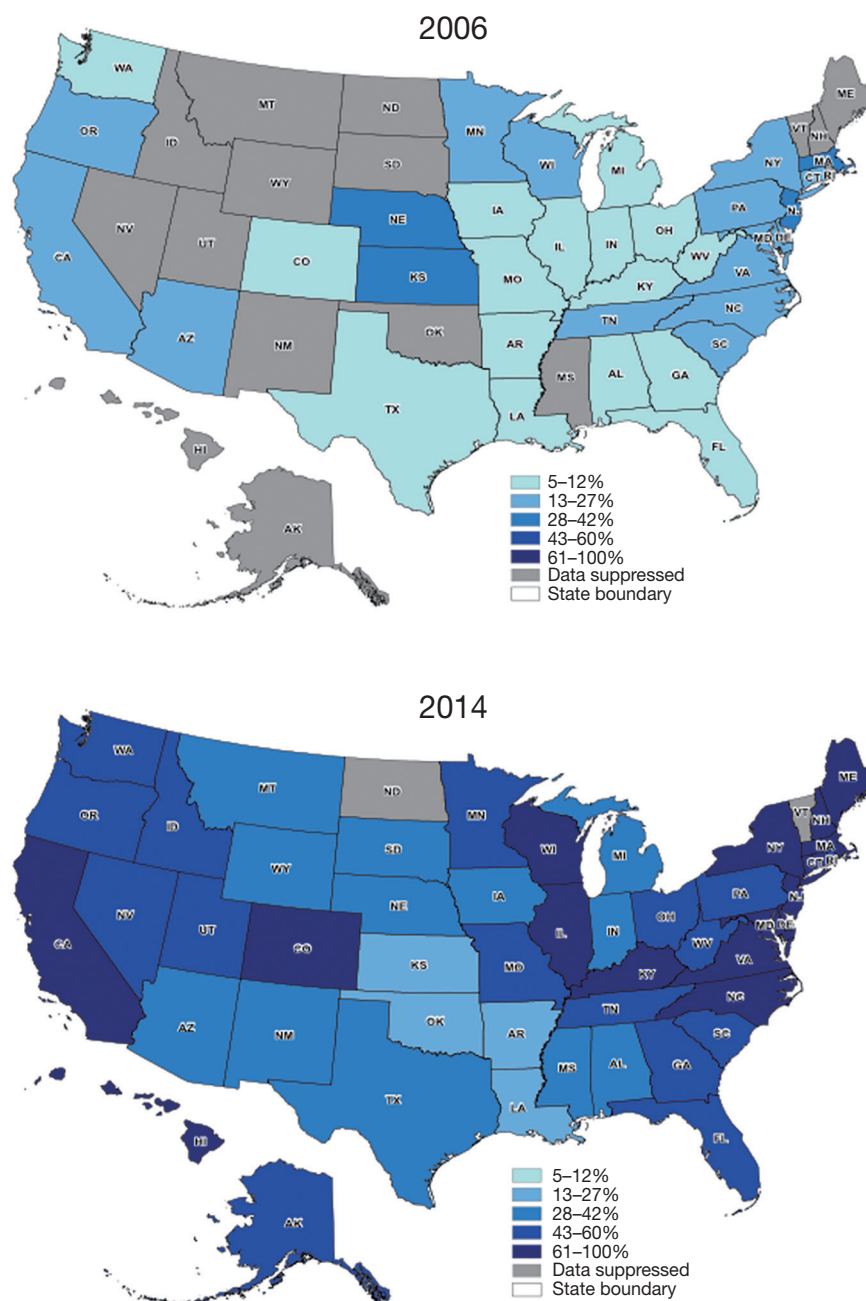 2006
WA
MT
ND
ME
OR
ID
MN
VT
NH
SD
WI
NY
MA
WY
MI
CT
RI
IA
PA
NJ
NE
NV
OH
MD
DE
IL
IN
UT
CA
CO
WV
VA
KS
MO
KY
NC
TN
OK
AZ
NM
AR
SC
MS
AL
GA
TX
LA
FL
HI
AK
5–12%
13–27%
28–42%
43–60%
61–100%
Data suppressed
State boundary
2014
WA
ME
MT
ND
VT
OR
MN
NH
ID
SD
WI
NY
MA
MI
CT
RI
WY
IA
PA
NJ
NE
NV
OH
IN
MD
DE
IL
UT
CA
CO
WV
VA
MO
KS
KY
NC
TN
OK
AR
AZ
NM
SC
MS
AL
GA
TX
LA
FL
HI
AK
5–12%
13–27%
28–42%
43–60%
61–100%
Data suppressed
State boundary